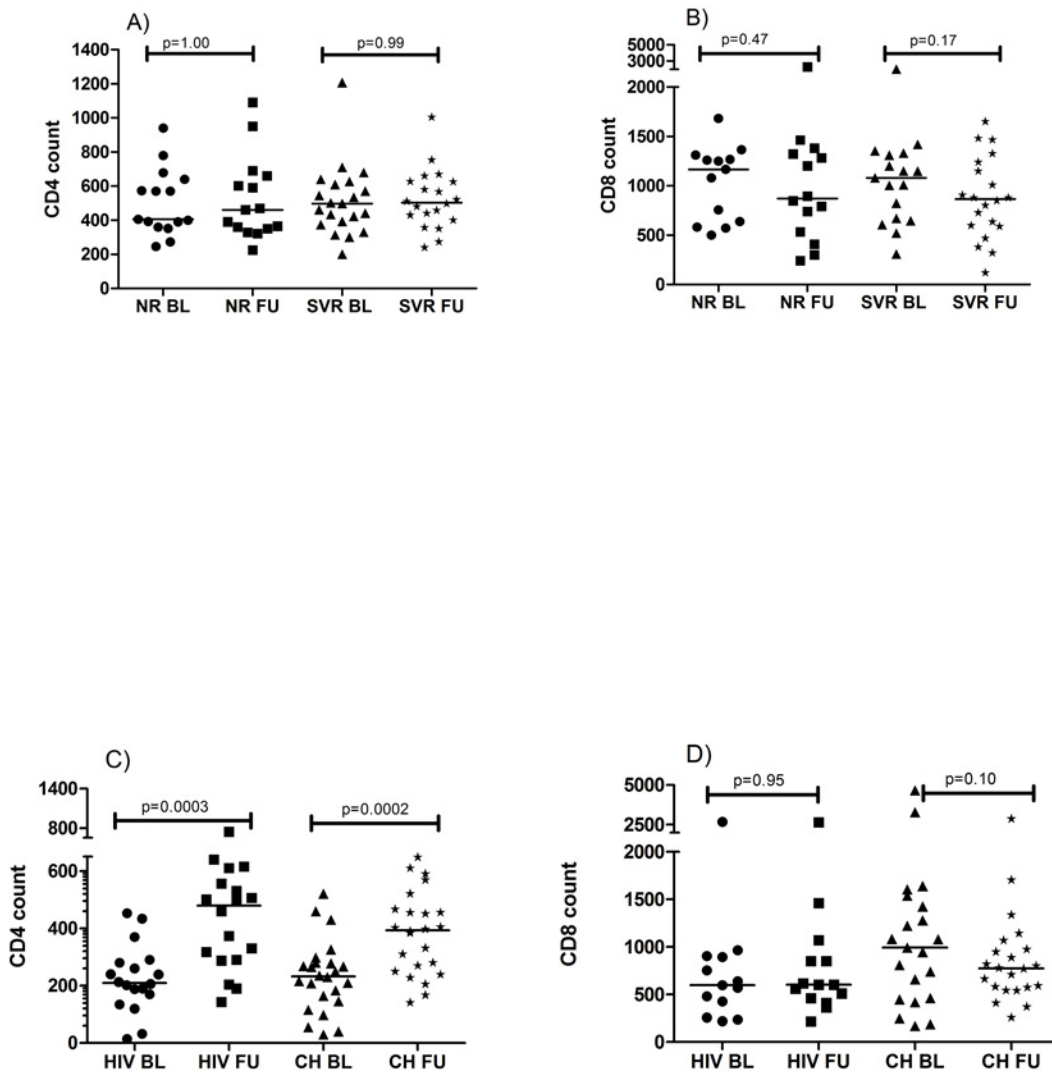 A)
p=1.00 p=0.99
CD4 count
1400
1200
1000
800
600
400
200
0
NR BL NR FU SVR BL SVR FU
B)
p=0.47 p=0.17
CD8 count
5000
3000
2000
1500
1000
500
0
NR BL NR FU SVR BL SVR FU
C)
p=0.0003 p=0.0002
CD4 count
1400
800
600
400
200
0
HIV BL HIV FU CH BL CH FU
D)
p=0.95 p=0.10
CD8 count
5000
2500
2000
1500
1000
500
0
HIV BL HIV FU CH BL CH FU